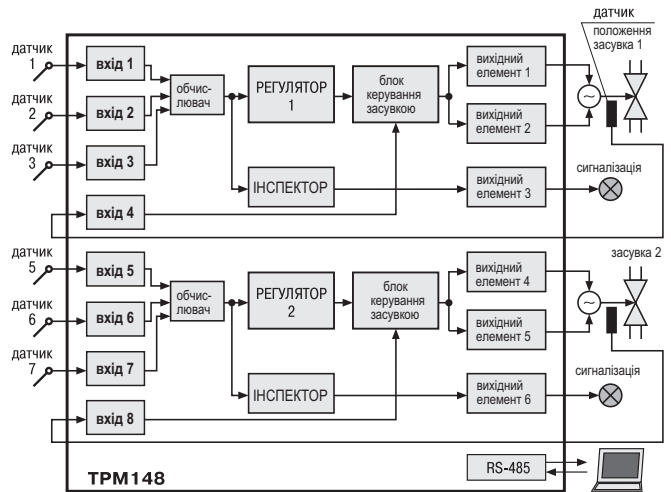 датчик
положення
засувка 1
датчик
1
вхід 1
обчис-
лювач
РЕГУЛЯТОР
1
блок
керування
засувкою
вихідний
елемент 1
~
датчик
2
вхід 2
вихідний
елемент 2
датчик
3
вхід 3
ІНСПЕКТОР
вихідний
елемент 3
сигналізація
вхід 4
датчик
5
вхід 5
обчис-
лювач
РЕГУЛЯТОР
2
блок
керування
засувкою
вихідний
елемент 4
~
засувка 2
датчик
6
вхід 6
вихідний
елемент 5
датчик
7
вхід 7
ІНСПЕКТОР
вихідний
елемент 6
сигналізація
вхід 8
ТРМ148
RS-485